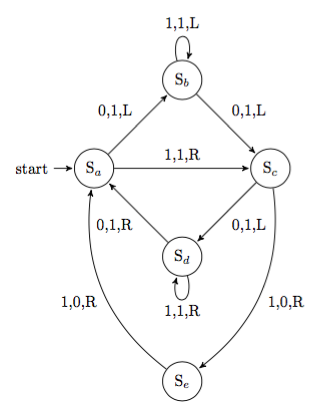 1,1,L
S_b
0,1,L 0,1,L
start S_a 1,1,R S_c
0,1,R 0,1,L
S_d
1,1,R
1,0,R 1,0,R
S_e